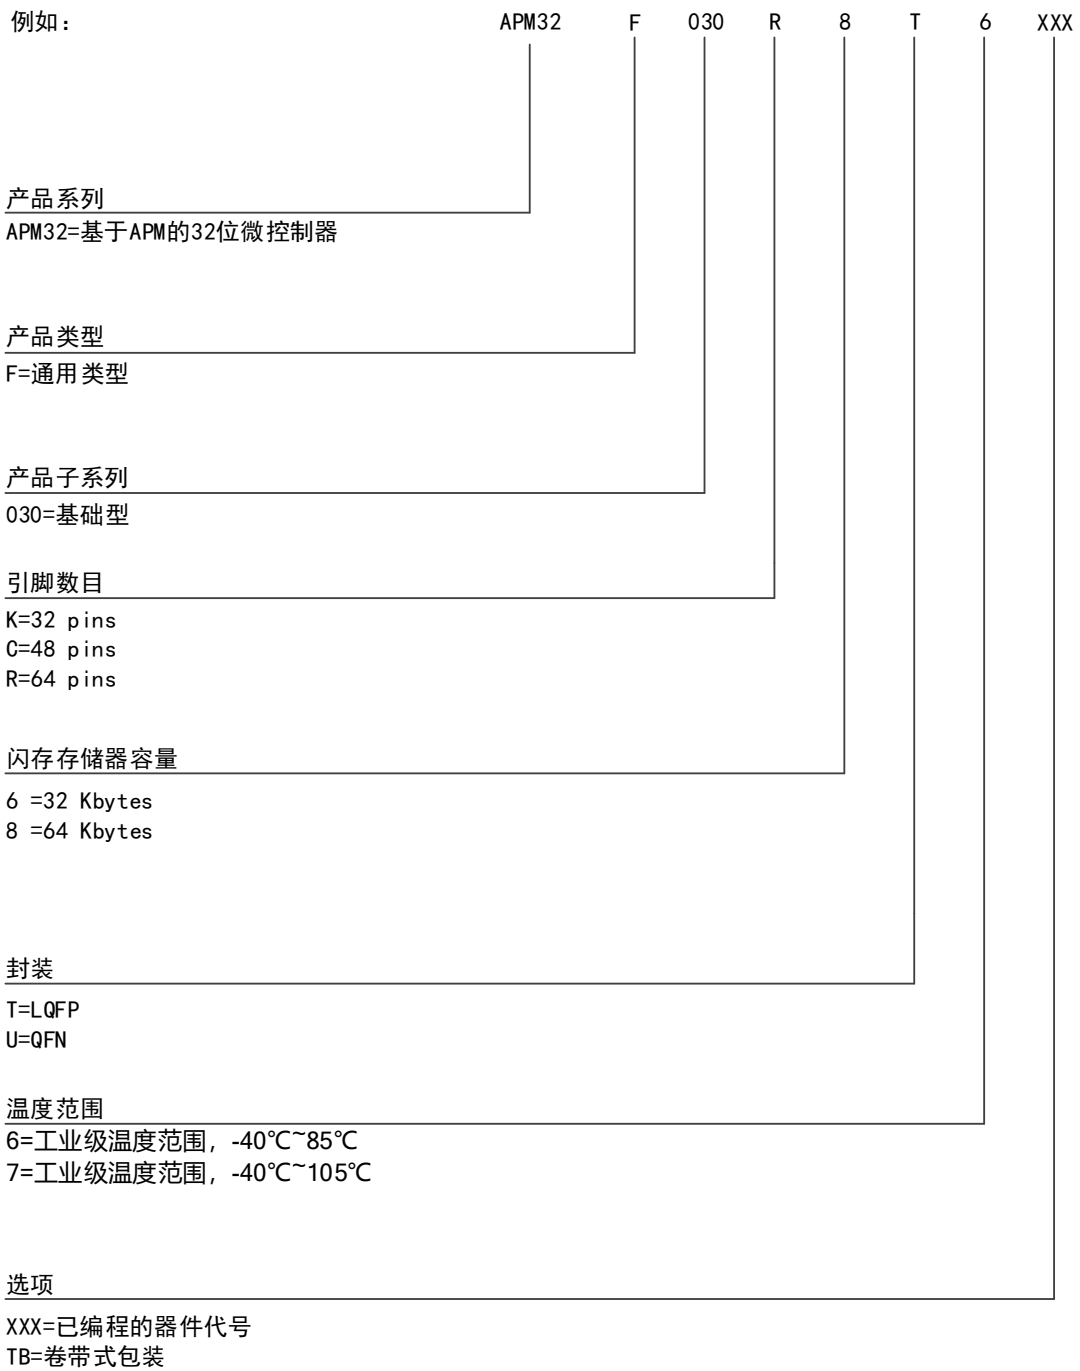 例如： APM32 F 030 R 8 T 6 XXX
产品系列
APM32=基于APM的32位微控制器
产品类型
F=通用类型
产品子系列
030=基础型
引脚数目
K=32 pins
C=48 pins
R=64 pins
闪存存储器容量
6 =32 Kbytes
8 =64 Kbytes
封装
T=LQFP
U=QFN
温度范围
6=工业级温度范围，-40℃~85℃
7=工业级温度范围，-40℃~105℃
选项
XXX=已编程的器件代号
TB=卷带式包装